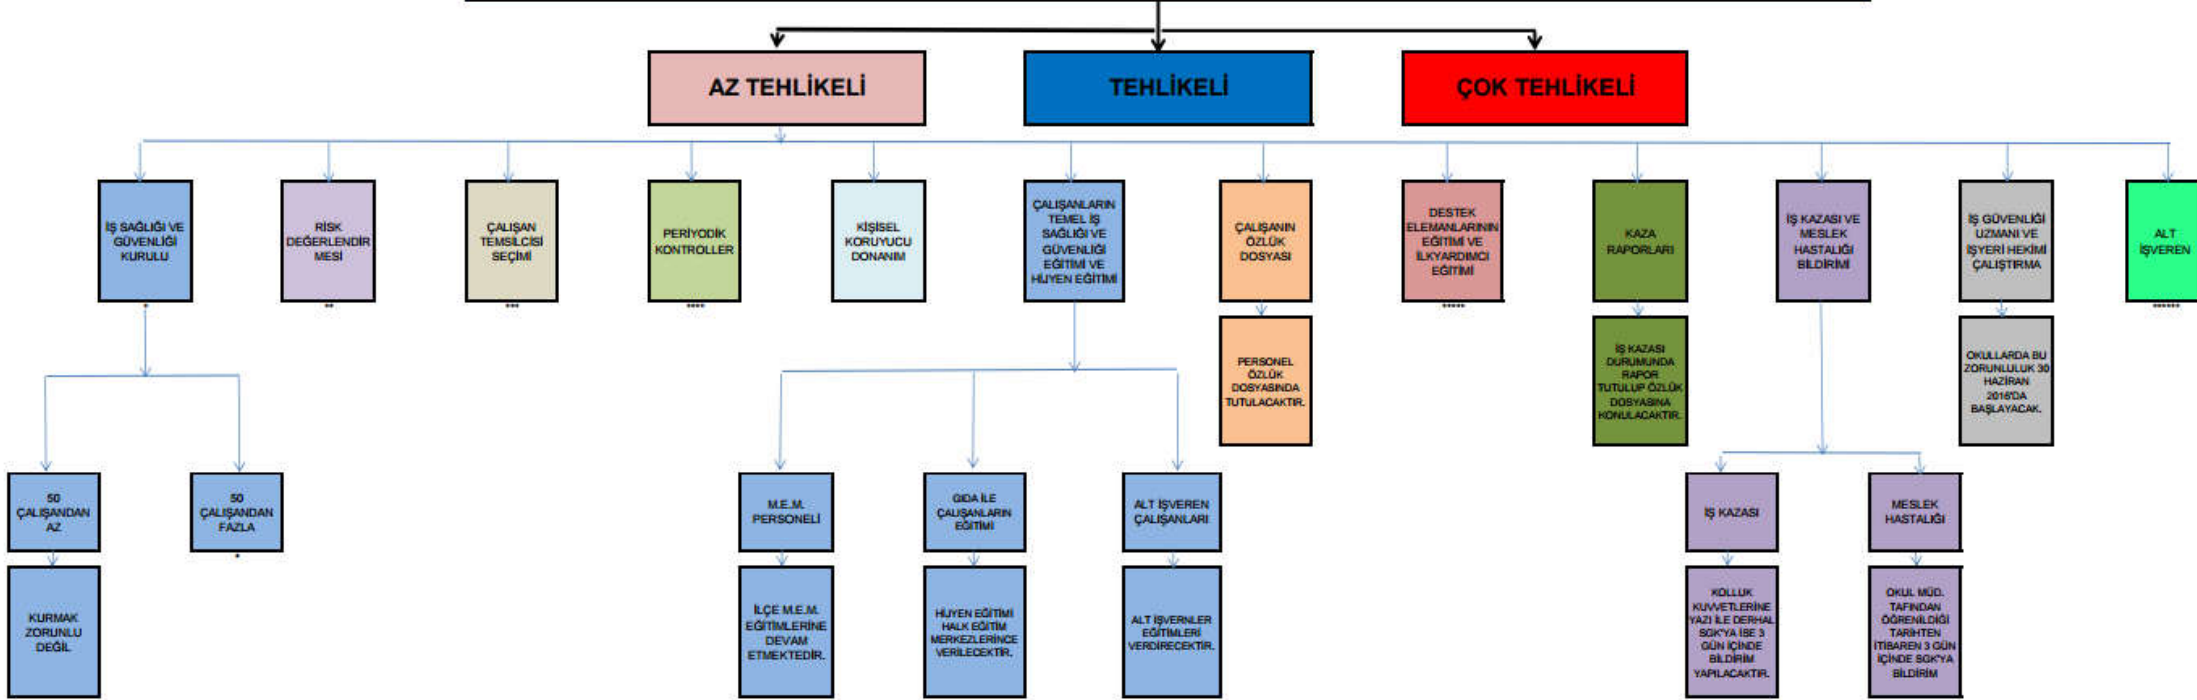 AZ TEHLİKELİ
TEHLİKELİ
ÇOK TEHLİKELİ
İŞ SAĞLIĞI VE
GÜVENLİĞİ
KURULU
*
RİSK
DEĞERLENDİR
MESİ
**
ÇALIŞAN
TEMSİLCİSİ
SEÇİMİ
***
PERİYODİK
KONTROLLER
****
KİŞİSEL
KORUYUCU
DONANIM
ÇALIŞANLARIN
TEMEL İŞ
SAĞLIĞI VE
GÜVENLİĞİ
EĞİTİMİ VE
HİJYEN EĞİTİMİ
ÇALIŞANIN
ÖZLÜK
DOSYASI
DESTEK
ELEMANLARININ
EĞİTİMİ VE
İLKYARDIMCI
EĞİTİMİ
*****
KAZA
RAPORLARI
İŞ KAZASI VE
MESLEK
HASTALIĞI
BİLDİRİMİ
İŞ GÜVENLİĞİ
UZMANI VE
İŞYERİ HEKİMİ
ÇALIŞTIRMA
ALT
İŞVEREN
******
PERSONEL
ÖZLÜK
DOSYASINDA
TUTULACAKTIR.
İŞ KAZASI
DURUMUNDA
RAPOR
TUTULUP ÖZLÜK
DOSYASINA
KONULACAKTIR.
OKULLARDA BU
ZORUNLULUK 30
HAZİRAN
2016'DA
BAŞLAYACAK.
50
ÇALIŞANDAN
AZ
50
ÇALIŞANDAN
FAZLA
*
M.E.M.
PERSONELİ
GIDA İLE
ÇALIŞANLARIN
EĞİTİMİ
ALT İŞVEREN
ÇALIŞANLARI
İŞ KAZASI
MESLEK
HASTALIĞI
KURMAK
ZORUNLU
DEĞİL
İLÇE M.E.M.
EĞİTİMLERİNE
DEVAM
ETMEKTEDİR.
HİJYEN EĞİTİMİ
HALK EĞİTİM
MERKEZLERİNCE
VERİLECEKTİR.
ALT İŞVERNLER
EĞİTİMLERİ
VERDİRECEKTİR.
KOLLUK
KUVVETLERİNE
YAZI İLE DERHAL
SGK'YA İSE 3
GÜN İÇİNDE
BİLDİRİM
YAPILACAKTIR.
OKUL MÜD.
TAFINDAN
ÖĞRENİLDİĞİ
TARİHTEN
İTİBAREN 3 GÜN
İÇİNDE SGK'YA
BİLDİRİM